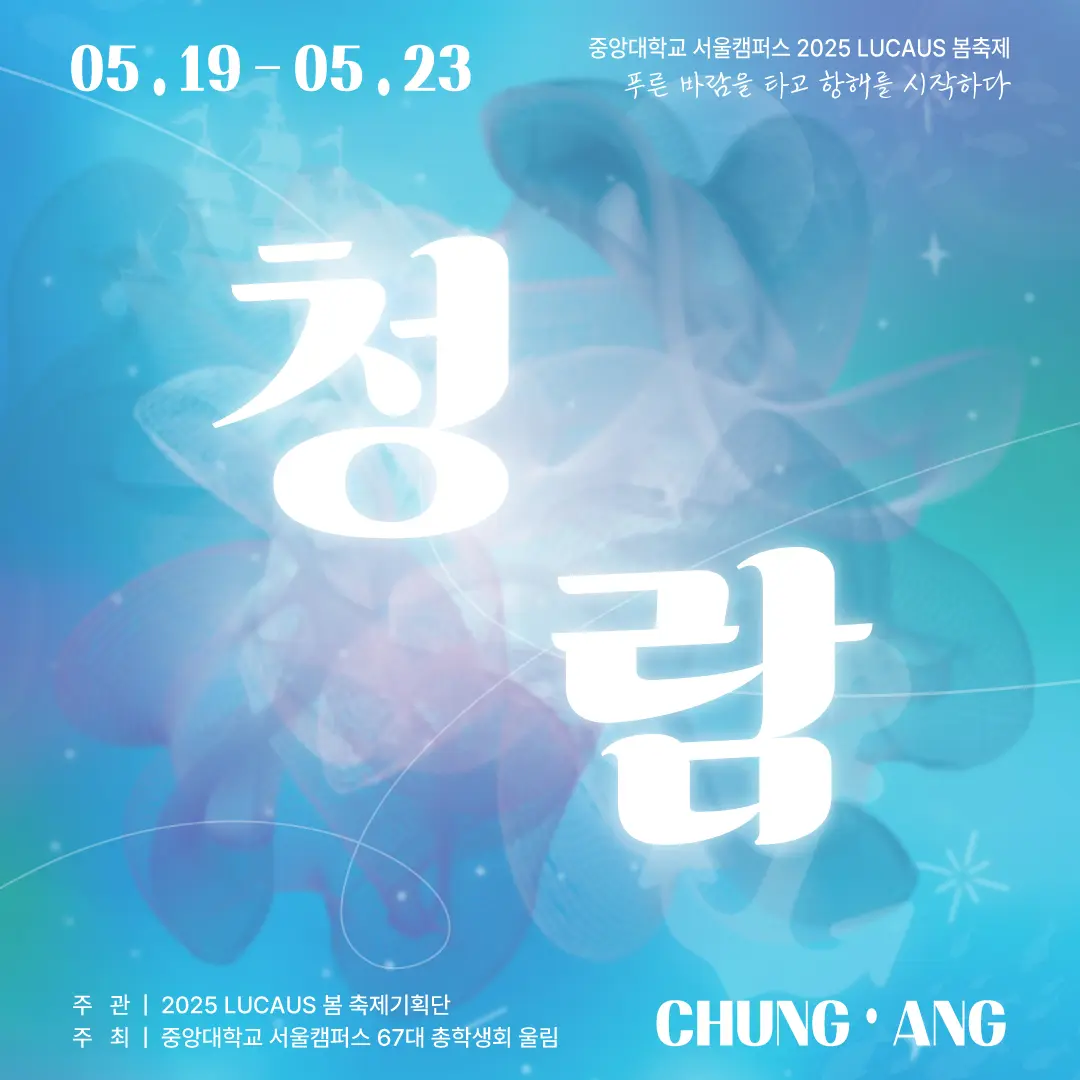 05.19-05.23
중앙대학교 서울캠퍼스 2025 LUCAUS 봄축제
푸른 바람을 타고 항해를 시작하다
청
람
주 관 | 2025 LUCAUS 봄 축제기획단
주 최 | 중앙대학교 서울캠퍼스 67대 총학생회 울림
CHUNG·ANG